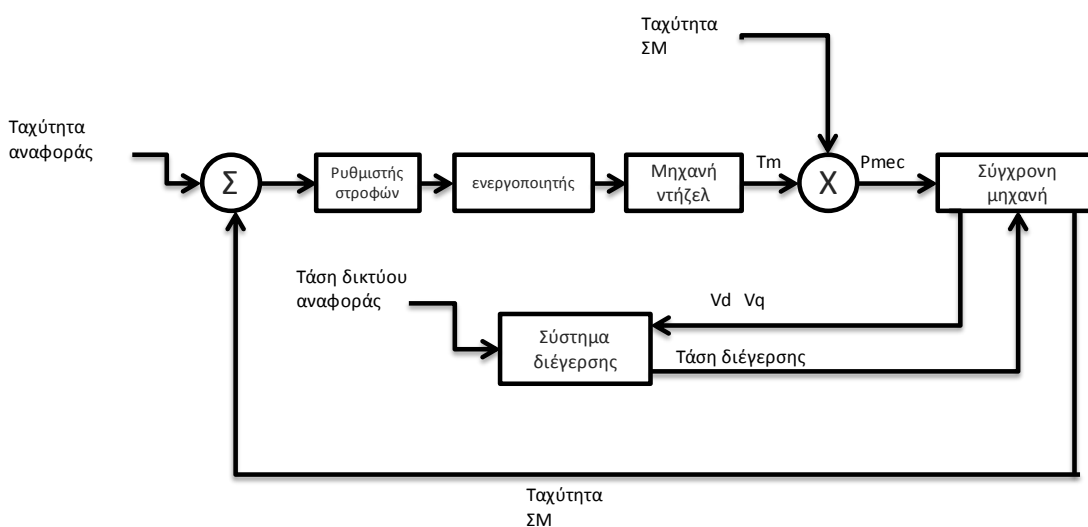 Ταχύτητα
ΣΜ
Ταχύτητα
αναφοράς
Σ
Ρυθμιστής
στροφών
ενεργοποιητής
Μηχανή
ντήζελ
Tm
X
Pmec
Σύγχρονη
μηχανή
Τάση δικτύου
αναφοράς
Vd Vq
Σύστημα
διέγερσης
Τάση διέγερσης
Ταχύτητα
ΣΜ